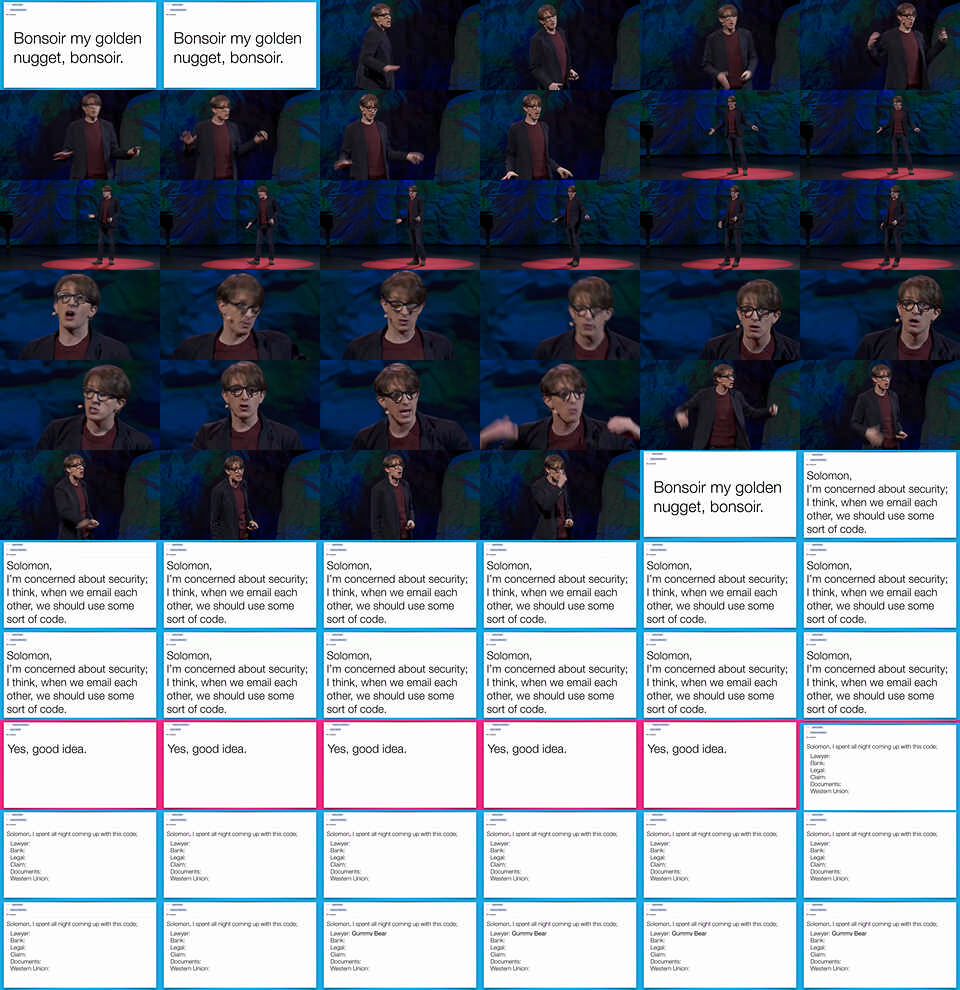 Bonsoir my golden
nugget, bonsoir.
Bonsoir my golden
nugget, bonsoir.
Bonsoir my golden
nugget, bonsoir.
Solomon,
I'm concerned about security;
I think, when we email each
other, we should use some
sort of code.
Solomon,
I'm concerned about security;
I think, when we email each
other, we should use some
sort of code.
Solomon,
I'm concerned about security;
I think, when we email each
other, we should use some
sort of code.
Solomon,
I'm concerned about security;
I think, when we email each
other, we should use some
sort of code.
Solomon,
I'm concerned about security;
I think, when we email each
other, we should use some
sort of code.
Solomon,
I'm concerned about security;
I think, when we email each
other, we should use some
sort of code.
Solomon,
I'm concerned about security;
I think, when we email each
other, we should use some
sort of code.
Solomon,
I'm concerned about security;
I think, when we email each
other, we should use some
sort of code.
Solomon,
I'm concerned about security;
I think, when we email each
other, we should use some
sort of code.
Solomon,
I'm concerned about security;
I think, when we email each
other, we should use some
sort of code.
Solomon,
I'm concerned about security;
I think, when we email each
other, we should use some
sort of code.
Solomon,
I'm concerned about security;
I think, when we email each
other, we should use some
sort of code.
Solomon,
I'm concerned about security;
I think, when we email each
other, we should use some
sort of code.
Yes, good idea.
Yes, good idea.
Yes, good idea.
Yes, good idea.
Yes, good idea.
Solomon, I spent all night coming up with this code;
Lawyer:
Bank:
Legal:
Claim:
Documents:
Western Union:
Solomon, I spent all night coming up with this code;
Lawyer:
Bank:
Legal:
Claim:
Documents:
Western Union:
Solomon, I spent all night coming up with this code;
Lawyer:
Bank:
Legal:
Claim:
Documents:
Western Union:
Solomon, I spent all night coming up with this code;
Lawyer:
Bank:
Legal:
Claim:
Documents:
Western Union:
Solomon, I spent all night coming up with this code;
Lawyer:
Bank:
Legal:
Claim:
Documents:
Western Union:
Solomon, I spent all night coming up with this code;
Lawyer:
Bank:
Legal:
Claim:
Documents:
Western Union:
Solomon, I spent all night coming up with this code;
Lawyer:
Bank:
Legal:
Claim:
Documents:
Western Union:
Solomon, I spent all night coming up with this code;
Lawyer:
Bank:
Legal:
Claim:
Documents:
Western Union:
Solomon, I spent all night coming up with this code;
Lawyer:
Bank:
Legal:
Claim:
Documents:
Western Union:
Solomon, I spent all night coming up with this code;
Lawyer: Gummy Bear
Bank:
Legal:
Claim:
Documents:
Western Union:
Solomon, I spent all night coming up with this code;
Lawyer: Gummy Bear
Bank:
Legal:
Claim:
Documents:
Western Union:
Solomon, I spent all night coming up with this code;
Lawyer: Gummy Bear
Bank:
Legal:
Claim:
Documents:
Western Union:
Solomon, I spent all night coming up with this code;
Lawyer: Gummy Bear
Bank:
Legal:
Claim:
Documents:
Western Union: